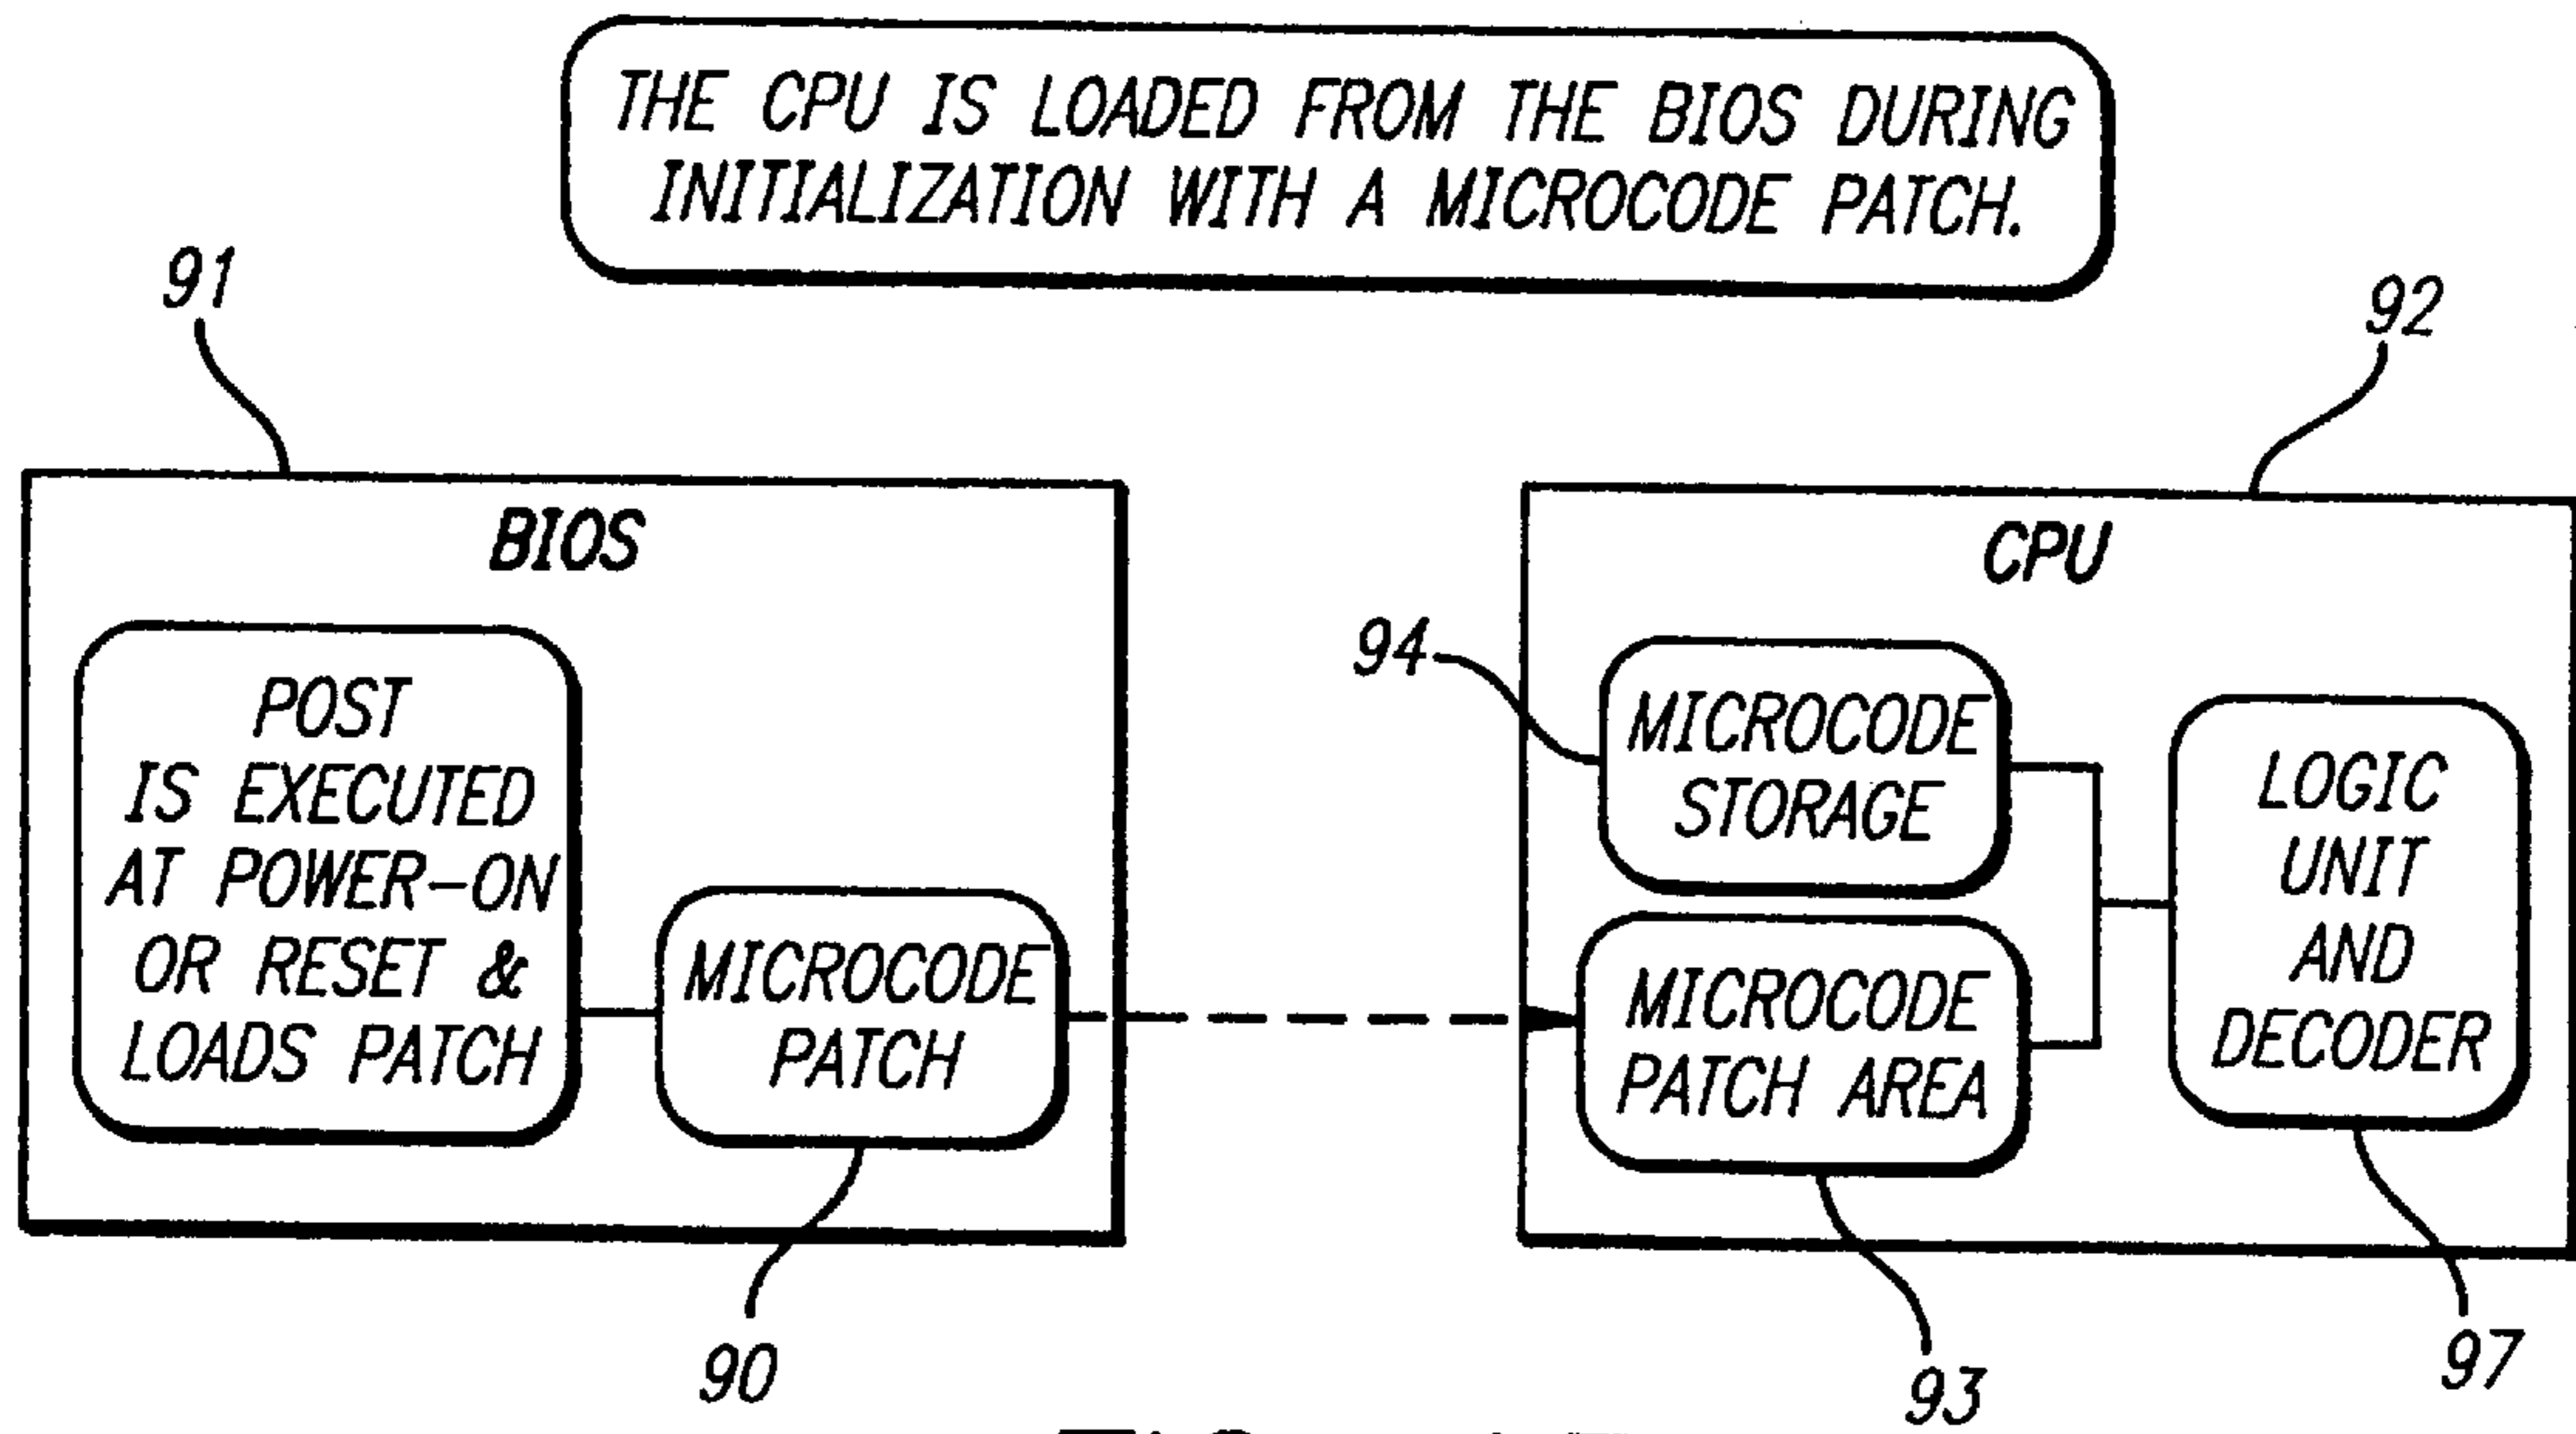 THE CPU IS LOADED FROM THE BIOS DURING
INITIALIZATION WITH A MICROCODE PATCH.
91
92
BIOS
POST
IS EXECUTED
AT POWER-ON
OR RESET &
LOADS PATCH
MICROCODE
PATCH
90
CPU
94
MICROCODE
STORAGE
MICROCODE
PATCH AREA
LOGIC
UNIT
AND
DECODER
93
97